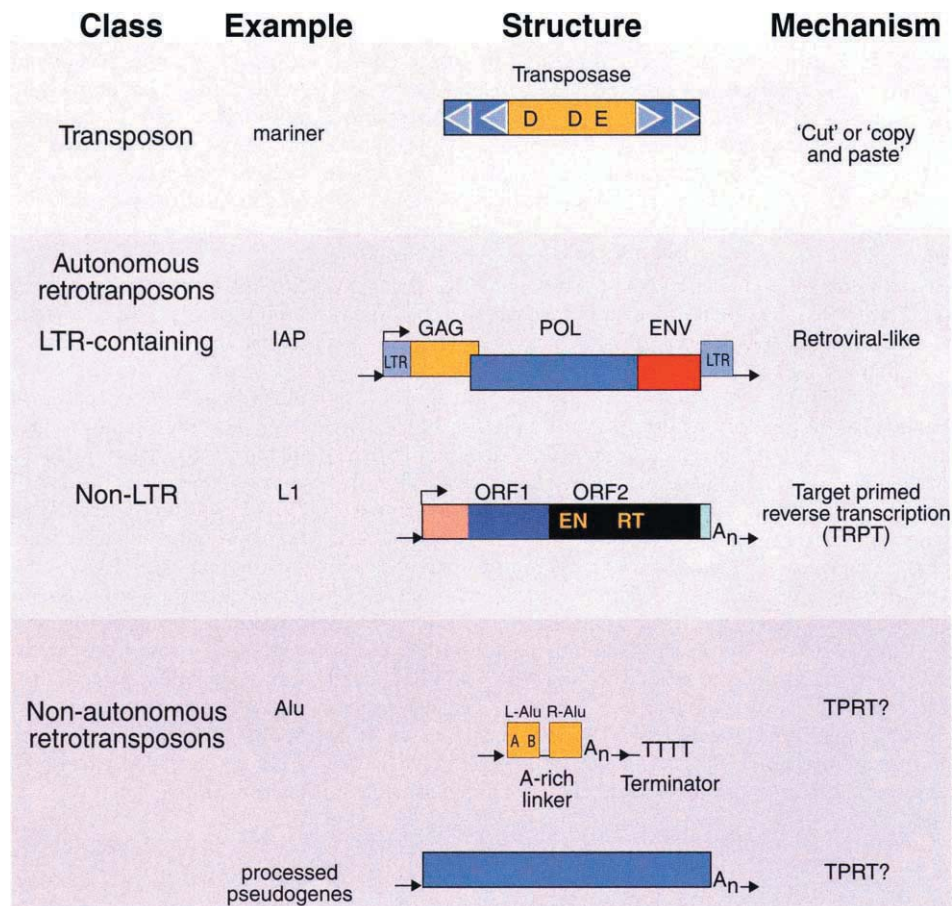 Class Example Structure Mechanism
Transposase
Transposon mariner D D E 'Cut' or 'copy
and paste'
Autonomous
retrotranposons
LTR-containing IAP LTR GAG POL ENV LTR Retroviral-like
Non-LTR L1 ORF1 ORF2 Target primed
EN RT An reverse transcription
(TRPT)
Non-autonomous Alu L-Alu R-Alu TPRT?
retrotransposons A B An TTTT
A-rich Terminator
linker
processed An TPRT?
pseudogenes